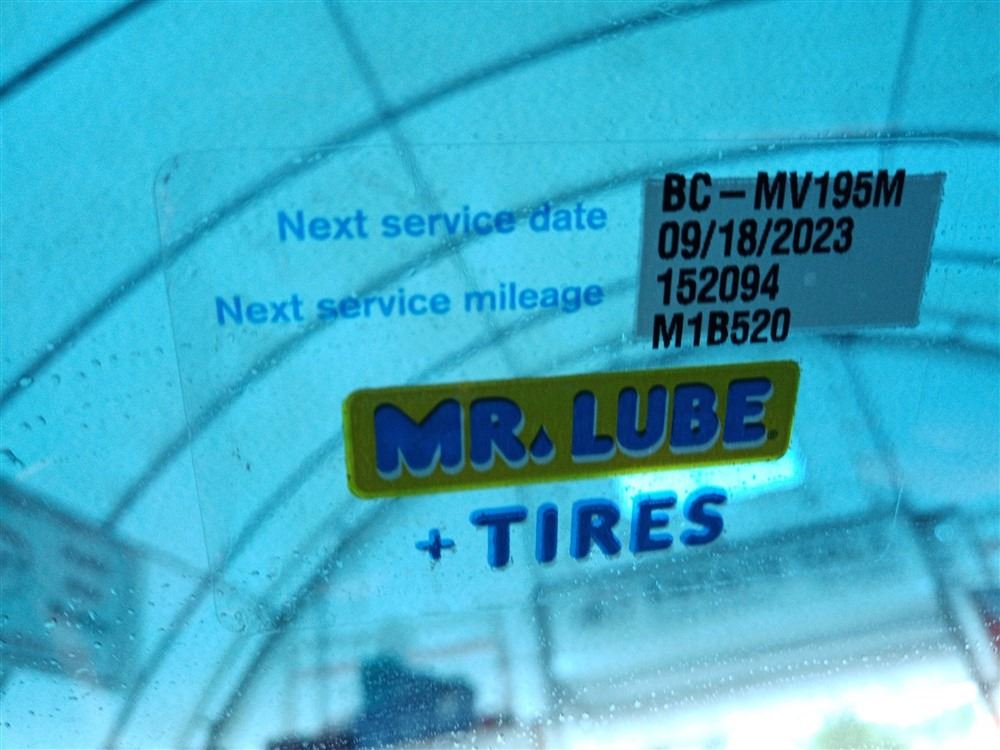 BC – MV195M
Next service date 09/18/2023
Next service mileage 152094
M1B520
MR. LUBE®
+ TIRES